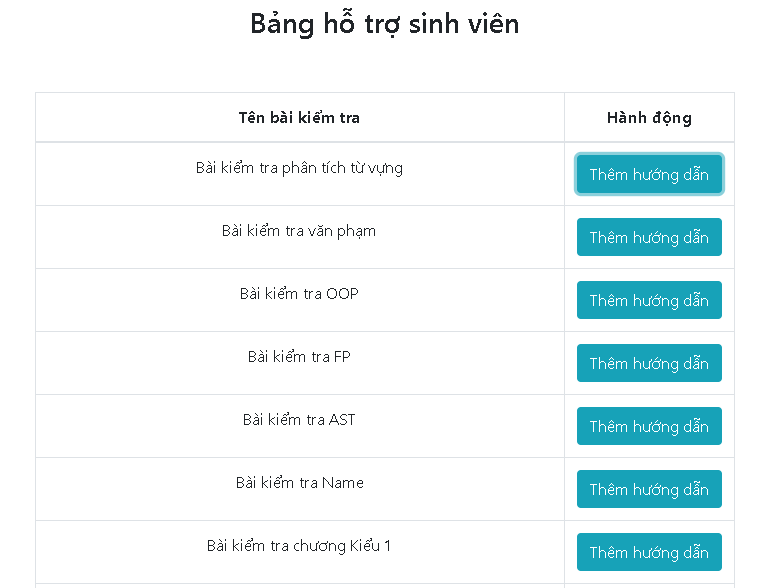 Bảng hỗ trợ sinh viên
Tên bài kiểm tra Hành động
Bài kiểm tra phân tích từ vựng Thêm hướng dẫn
Bài kiểm tra văn phạm Thêm hướng dẫn
Bài kiểm tra OOP Thêm hướng dẫn
Bài kiểm tra FP Thêm hướng dẫn
Bài kiểm tra AST Thêm hướng dẫn
Bài kiểm tra Name Thêm hướng dẫn
Bài kiểm tra chương Kiểu 1 Thêm hướng dẫn